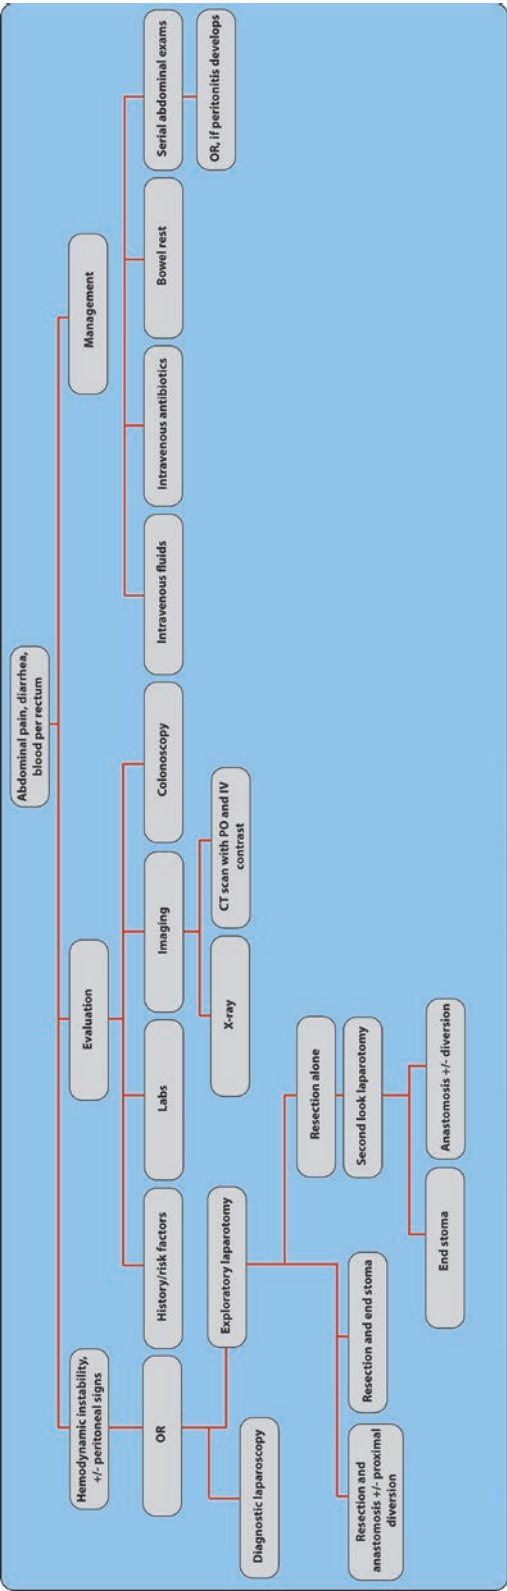 Abdominal pain, diarrhea,
blood per rectum
Hemodynamic instability,
+/- peritoneal signs
Evaluation
Management
OR
History/risk factors
Labs
Imaging
Colonoscopy
Intravenous fluids
Intravenous antibiotics
Bowel rest
Serial abdominal exams
Diagnostic laparoscopy
Exploratory laparotomy
X-ray
CT scan with PO and IV
contrast
OR, if peritonitis develops
Resection and
anastomosis +/- proximal
diversion
Resection and end stoma
Resection alone
Second look laparotomy
End stoma
Anastomosis +/- diversion